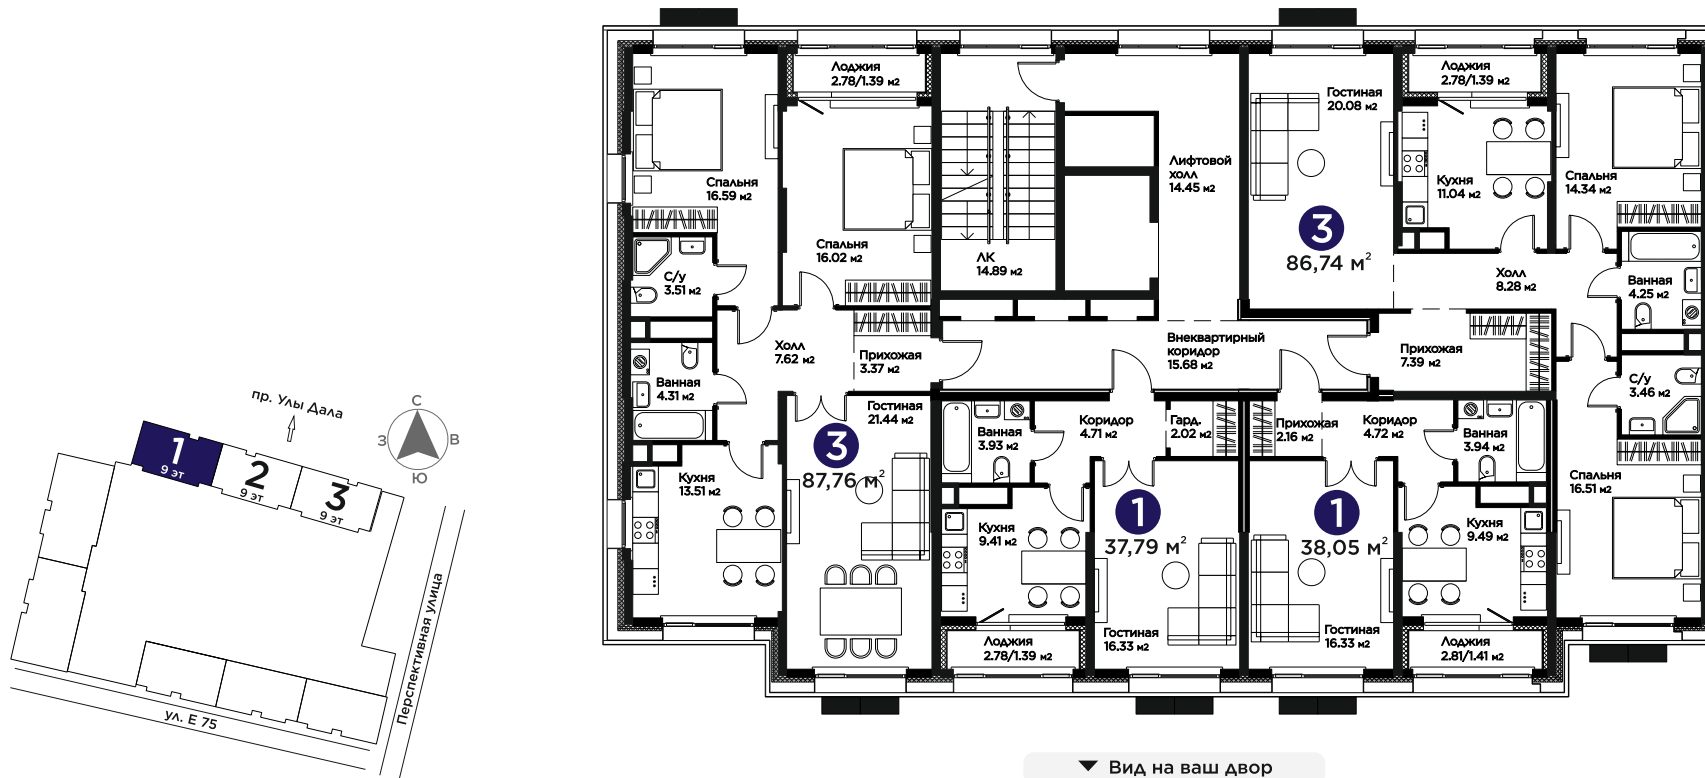 пр. Улы Дала
С
З
В
Ю
1
9 эт
2
9 эт
3
9 эт
Перспективная улица
ул. Е 75
Лоджия
2.78/1.39 м2
Спальня
16.59 м2
Спальня
16.02 м2
С/у
3.51 м2
Холл
7.62 м2
Прихожая
3.37 м2
Ванная
4.31 м2
Гостиная
21.44 м2
3
87,76 м²
Кухня
13.51 м2
ЛК
14.89 м2
Лифтовой
холл
14.45 м2
Внеквартирный
коридор
15.68 м2
Гостиная
20.08 м2
3
86,74 м²
Лоджия
2.78/1.39 м2
Кухня
11.04 м2
Спальня
14.34 м2
Холл
8.28 м2
Ванная
4.25 м2
Прихожая
7.39 м2
С/у
3.46 м2
Спальня
16.51 м2
Ванная
3.93 м2
Коридор
4.71 м2
Гард.
2.02 м2
1
37,79 м²
Кухня
9.41 м2
Гостиная
16.33 м2
Лоджия
2.78/1.39 м2
Прихожая
2.16 м2
Коридор
4.72 м2
Ванная
3.94 м2
1
38,05 м²
Кухня
9.49 м2
Гостиная
16.33 м2
Лоджия
2.81/1.41 м2
Вид на ваш двор